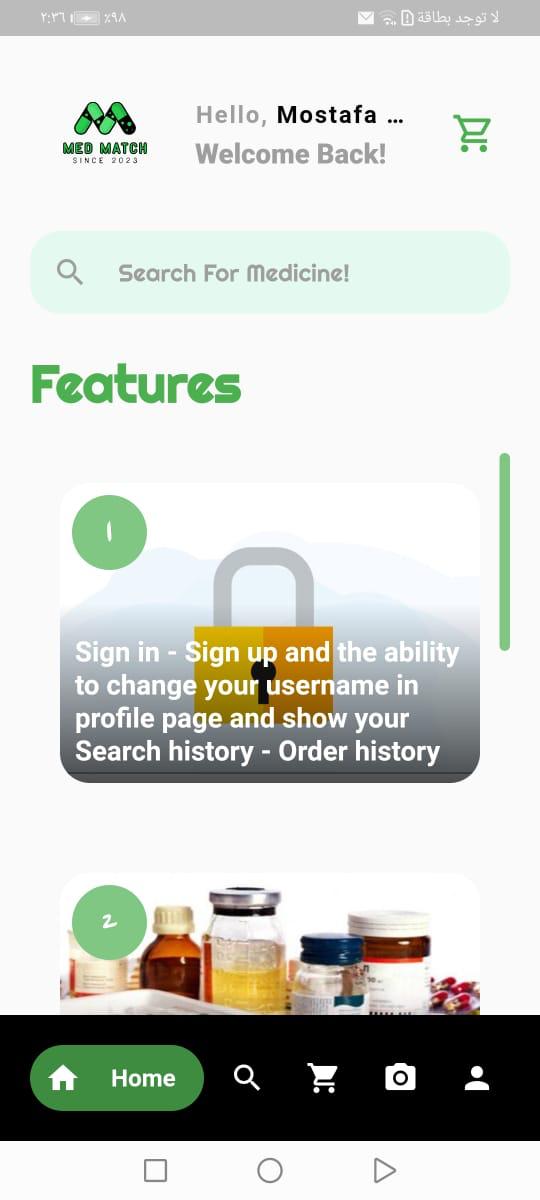 ٢:٣٦ ٪٩٨ لا توجد بطاقة
MED MATCH
SINCE 2023
Hello, Mostafa ...
Welcome Back!
Search For Medicine!
Features
1
Sign in - Sign up and the ability
to change your username in
profile page and show your
Search history - Order history
2
Home